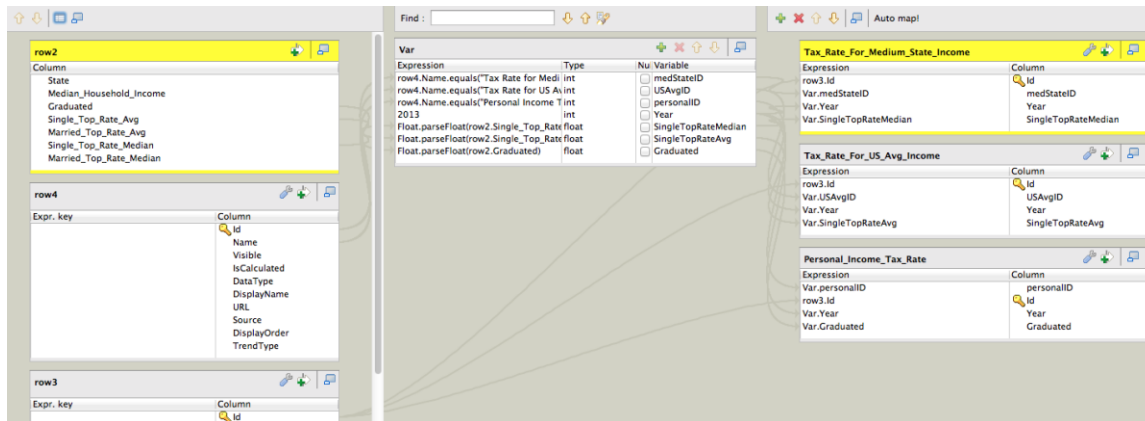 Find :
Auto map!
row2
Column
State
Median_Household_Income
Graduated
Single_Top_Rate_Avg
Married_Top_Rate_Avg
Single_Top_Rate_Median
Married_Top_Rate_Median
row4
Expr. key Column
Id
Name
Visible
IsCalculated
DataType
DisplayName
URL
Source
DisplayOrder
TrendType
row3
Expr. key Column
Id
Var
Expression Type Nu Variable
row4.Name.equals("Tax Rate for Medi int medStateID
row4.Name.equals("Tax Rate for US Av int USAvgID
row4.Name.equals("Personal Income T int personalID
2013 int Year
Float.parseFloat(row2.Single_Top_Rate float SingleTopRateMedian
Float.parseFloat(row2.Single_Top_Rate float SingleTopRateAvg
Float.parseFloat(row2.Graduated) float Graduated
Tax_Rate_For_Medium_State_Income
Expression Column
row3.Id Id
Var.medStateID medStateID
Var.Year Year
Var.SingleTopRateMedian SingleTopRateMedian
Tax_Rate_For_US_Avg_Income
Expression Column
row3.Id Id
Var.USAvgID USAvgID
Var.Year Year
Var.SingleTopRateAvg SingleTopRateAvg
Personal_Income_Tax_Rate
Expression Column
Var.personalID personalID
row3.Id Id
Var.Year Year
Var.Graduated Graduated